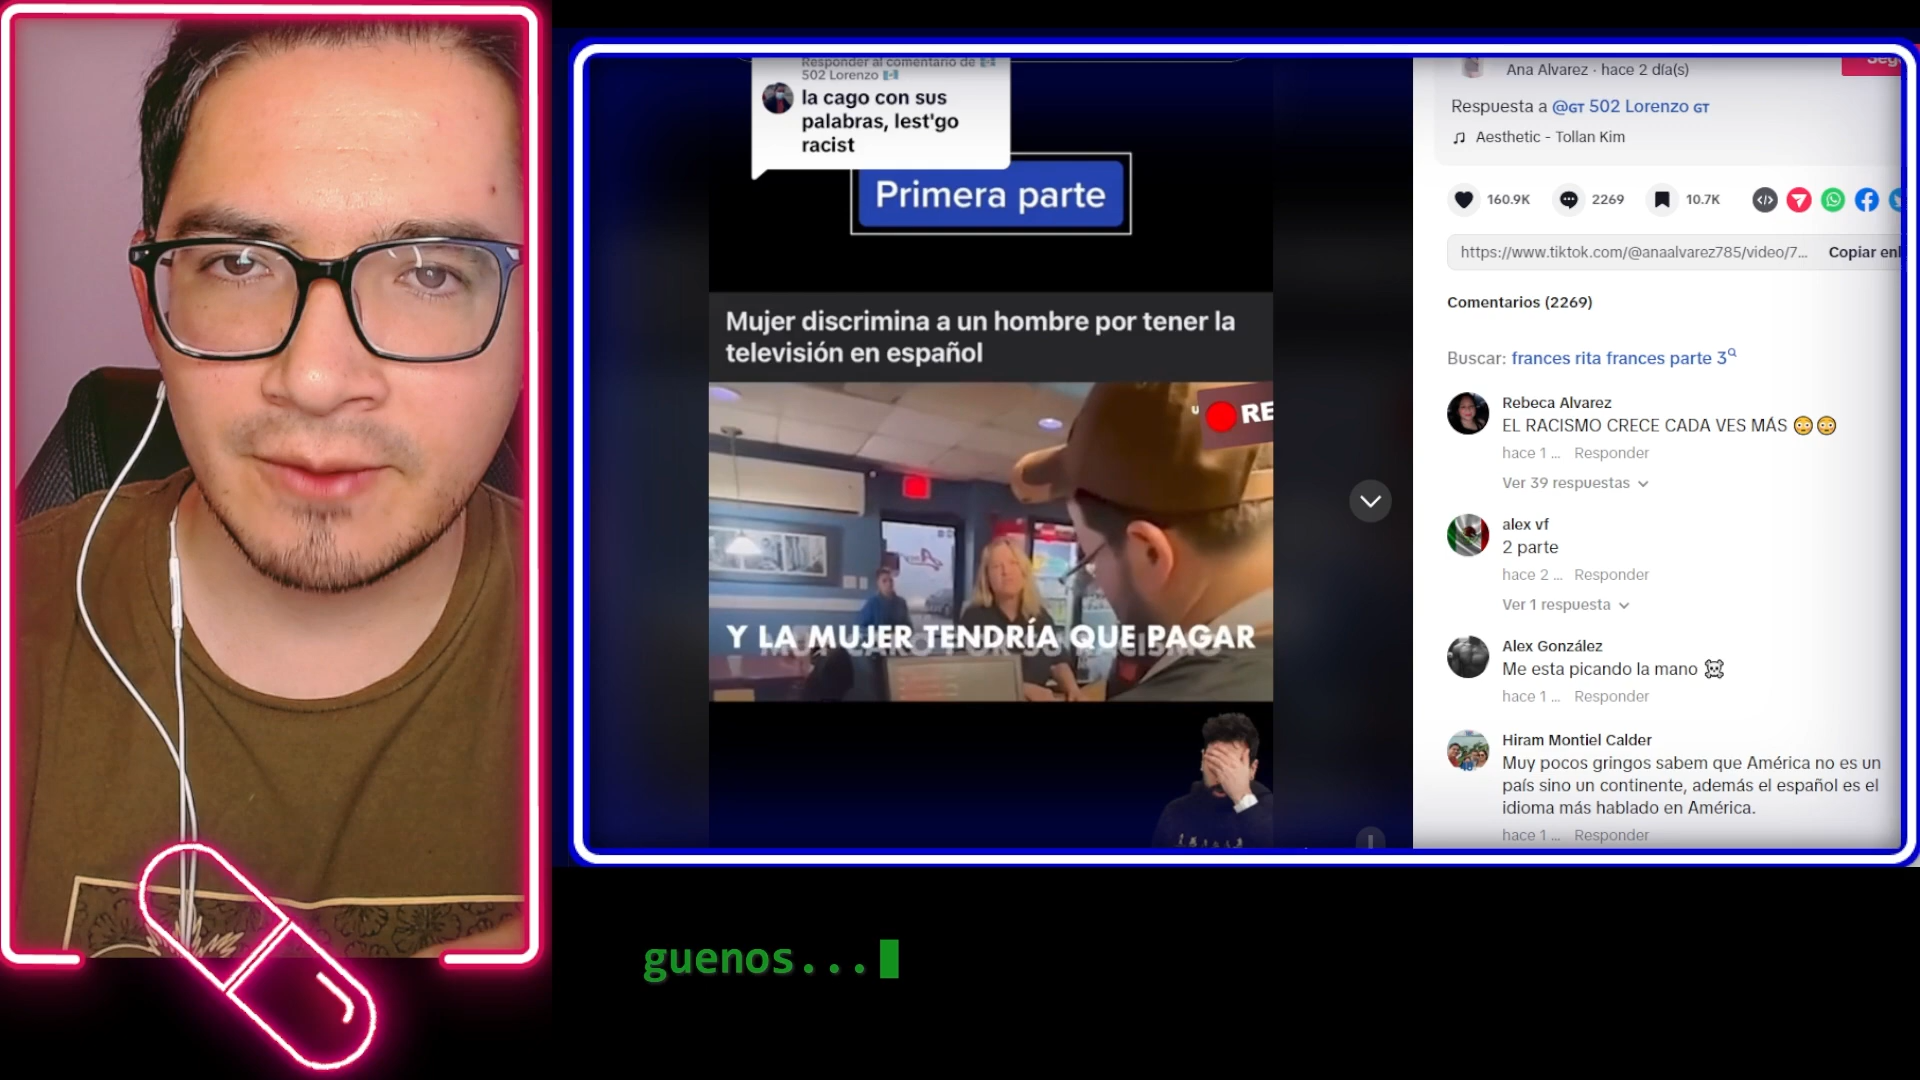 Responder al comentario de
502 Lorenzo
la cago con sus
palabras, lest'go
racist
Primera parte
Mujer discrimina a un hombre por tener la
televisión en español
RE
Y LA MUJER TENDRÍA QUE PAGAR
Ana Alvarez · hace 2 día(s)
Respuesta a @GT 502 Lorenzo GT
Aesthetic - Tollan Kim
160.9K
2269
10.7K
https://www.tiktok.com/@anaalvarez785/video/7...
Copiar enl
Comentarios (2269)
Buscar: frances rita frances parte 3
Rebeca Alvarez
EL RACISMO CRECE CADA VES MÁS 😳😳
hace 1 ... Responder
Ver 39 respuestas
alex vf
2 parte
hace 2 ... Responder
Ver 1 respuesta
Alex González
Me esta picando la mano ☠
hace 1 ... Responder
Hiram Montiel Calder
Muy pocos gringos sabem que América no es un
país sino un continente, además el español es el
idioma más hablado en América.
hace 1 ... Responder
guenos...